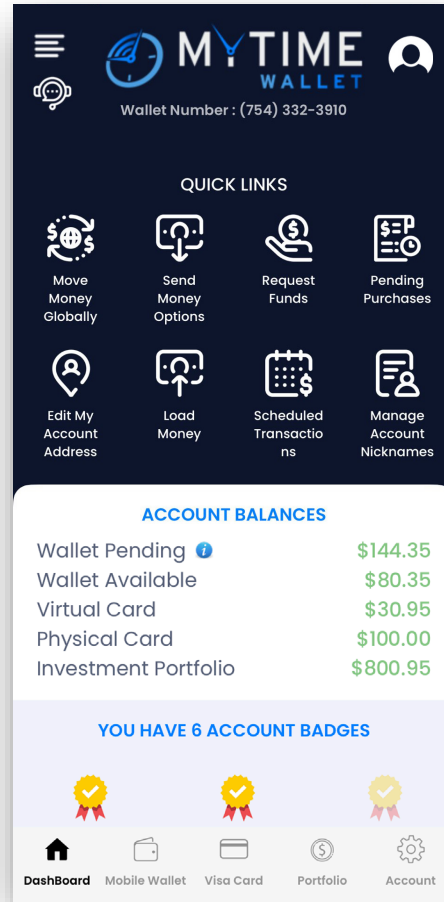 MYTIME
WALLET
Wallet Number : (754) 332-3910
QUICK LINKS
Move
Money
Globally
Send
Money
Options
Request
Funds
Pending
Purchases
Edit My
Account
Address
Load
Money
Scheduled
Transactio
ns
Manage
Account
Nicknames
ACCOUNT BALANCES
Wallet Pending $144.35
Wallet Available $80.35
Virtual Card $30.95
Physical Card $100.00
Investment Portfolio $800.95
YOU HAVE 6 ACCOUNT BADGES
DashBoard Mobile Wallet Visa Card Portfolio Account